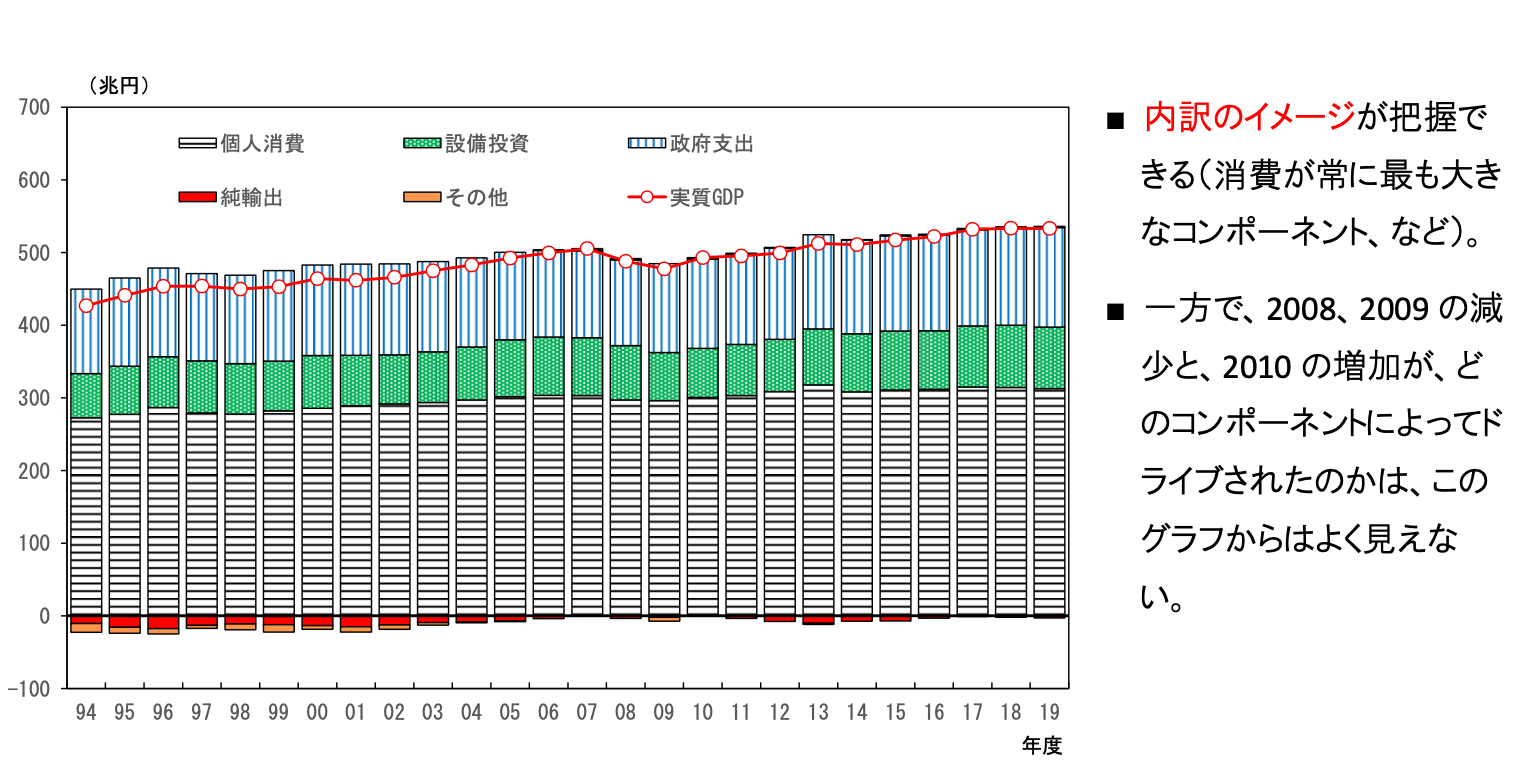 （兆円）
700
600
500
400
300
200
100
0
-100
個人消費 設備投資 政府支出
純輸出 その他 実質GDP
94 95 96 97 98 99 00 01 02 03 04 05 06 07 08 09 10 11 12 13 14 15 16 17 18 19
年度
■ 内訳のイメージが把握で
きる（消費が常に最も大き
なコンポーネント、など）。
■ 一方で、2008、2009 の減
少と、2010 の増加が、ど
のコンポーネントによってド
ライブされたのかは、この
グラフからはよく見えな
い。